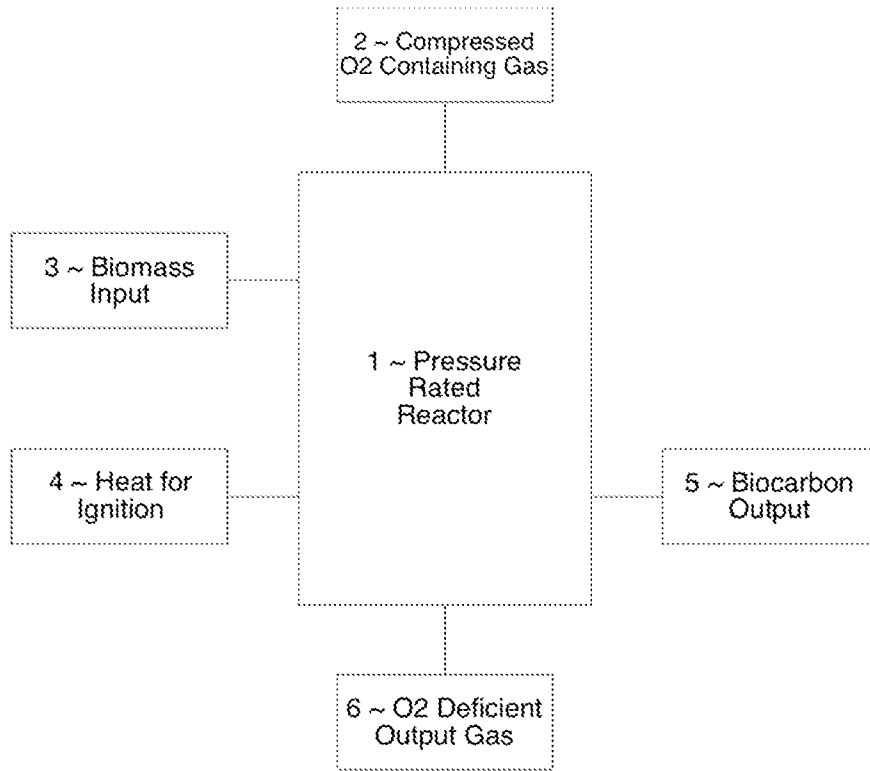 2 ~ Compressed
O2 Containing Gas
3 ~ Biomass
Input
1 ~ Pressure
Rated
Reactor
4 ~ Heat for
Ignition
5 ~ Biocarbon
Output
6 ~ O2 Deficient
Output Gas